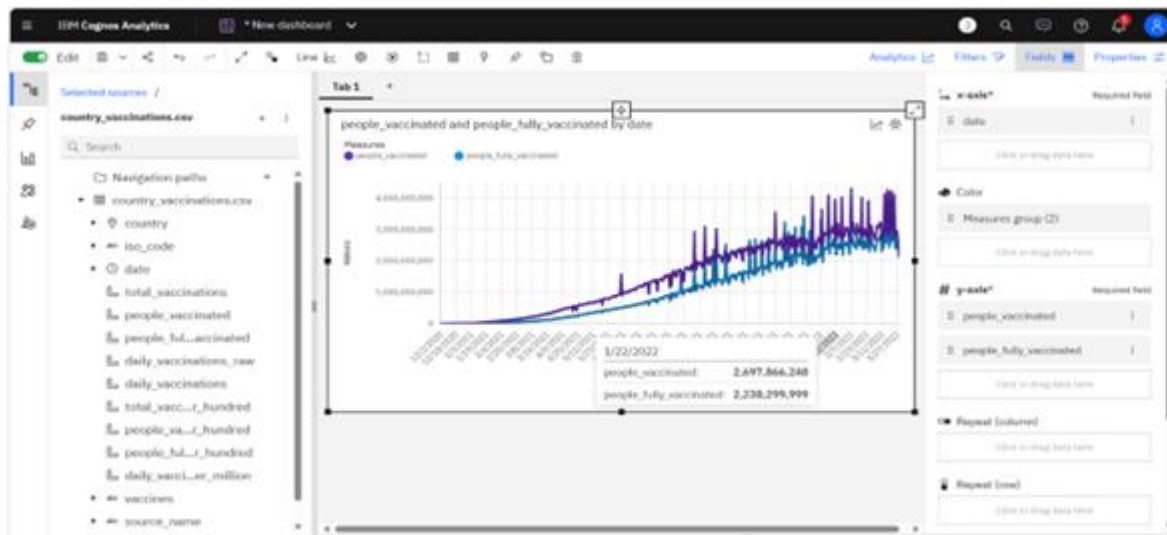 IBM Cognos Analytics
* New dashboard
Edit
Line
Analytics
Filters
Fields
Properties
Selected sources /
country_vaccinations.csv
Search
Navigation paths
country_vaccinations.csv
country
iso_code
date
total_vaccinations
people_vaccinated
people_ful...accinated
daily_vaccinations_raw
daily_vaccinations
total_vacc...r_hundred
people_va...r_hundred
people_ful...r_hundred
daily_vacci...er_million
vaccines
source_name
Tab 1
people_vaccinated and people_fully_vaccinated by date
Measures
people_vaccinated
people_fully_vaccinated
Values
4,000,000,000
3,000,000,000
2,000,000,000
1,000,000,000
0
1/22/2022
people_vaccinated: 2,697,866,248
people_fully_vaccinated: 2,238,299,999
x-axis* Required field
date
Click or drag data here
Color
Measures group (2)
Click or drag data here
y-axis* Required field
people_vaccinated
people_fully_vaccinated
Click or drag data here
Repeat (column)
Click or drag data here
Repeat (row)
Click or drag data here